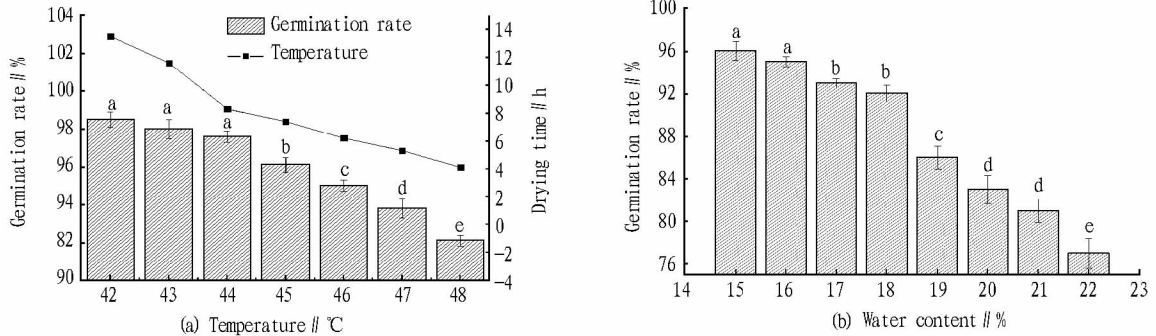 104
102
100
98
96
94
82
90
Germination rate∥%
Germination rate
Temperature
a
a
a
b
c
d
e
14
12
10
8
6
4
2
0
−2
−4
Drying time∥h
42 43 44 45 46 47 48
(a) Temperature∥℃
96
92
88
84
80
76
Germination rate∥%
a
a
b
b
c
d
d
e
14 15 16 17 18 19 20 21 22 23
(b) Water content∥%